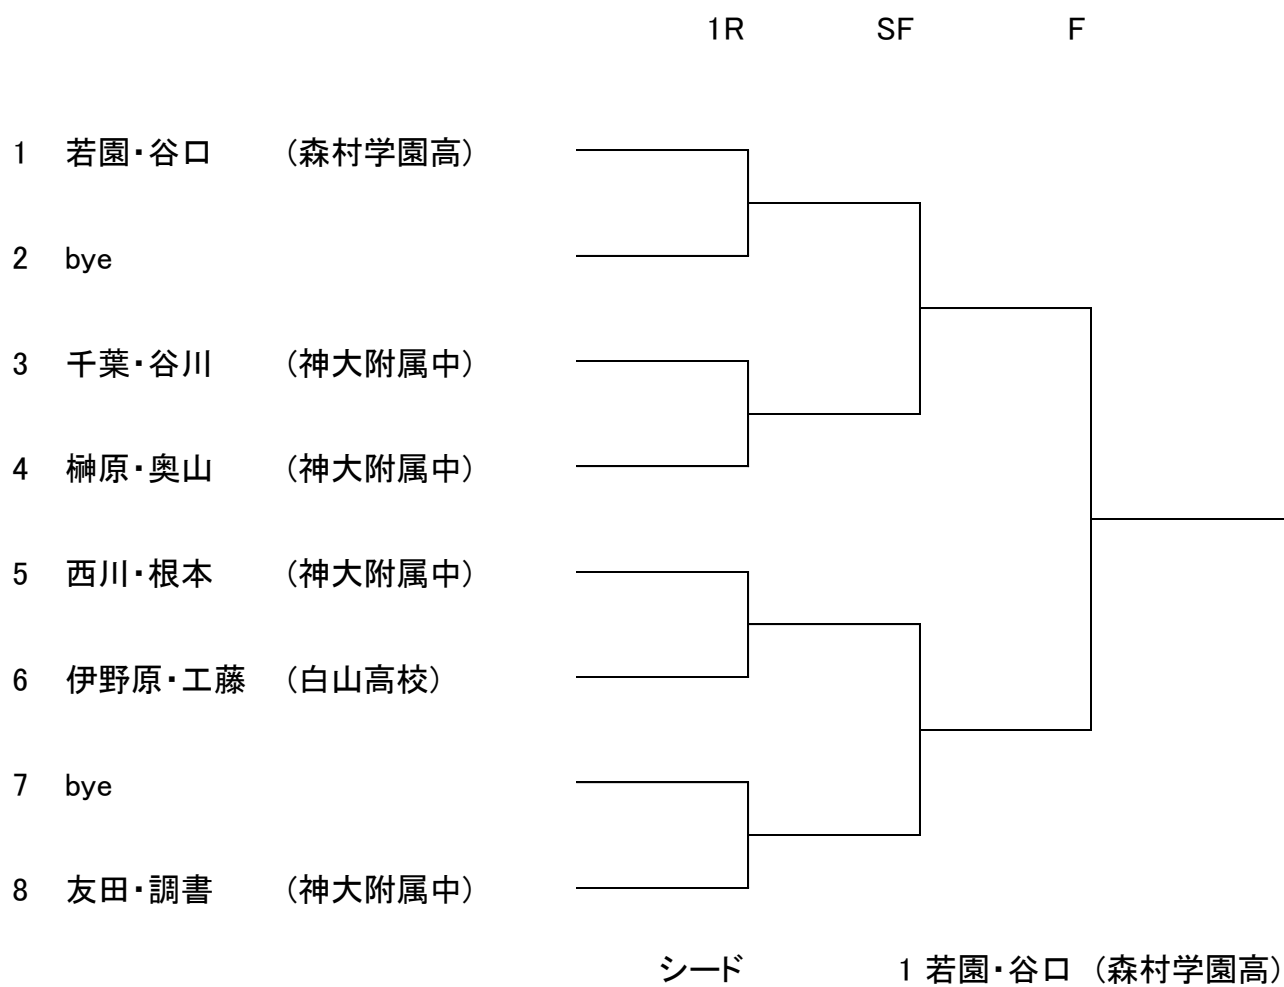 1R SF F
1 若園・谷口 （森村学園高）
2 bye
3 千葉・谷川 （神大附属中）
4 榊原・奥山 （神大附属中）
5 西川・根本 （神大附属中）
6 伊野原・工藤 （白山高校）
7 bye
8 友田・調書 （神大附属中）
シード 1 若園・谷口 （森村学園高）